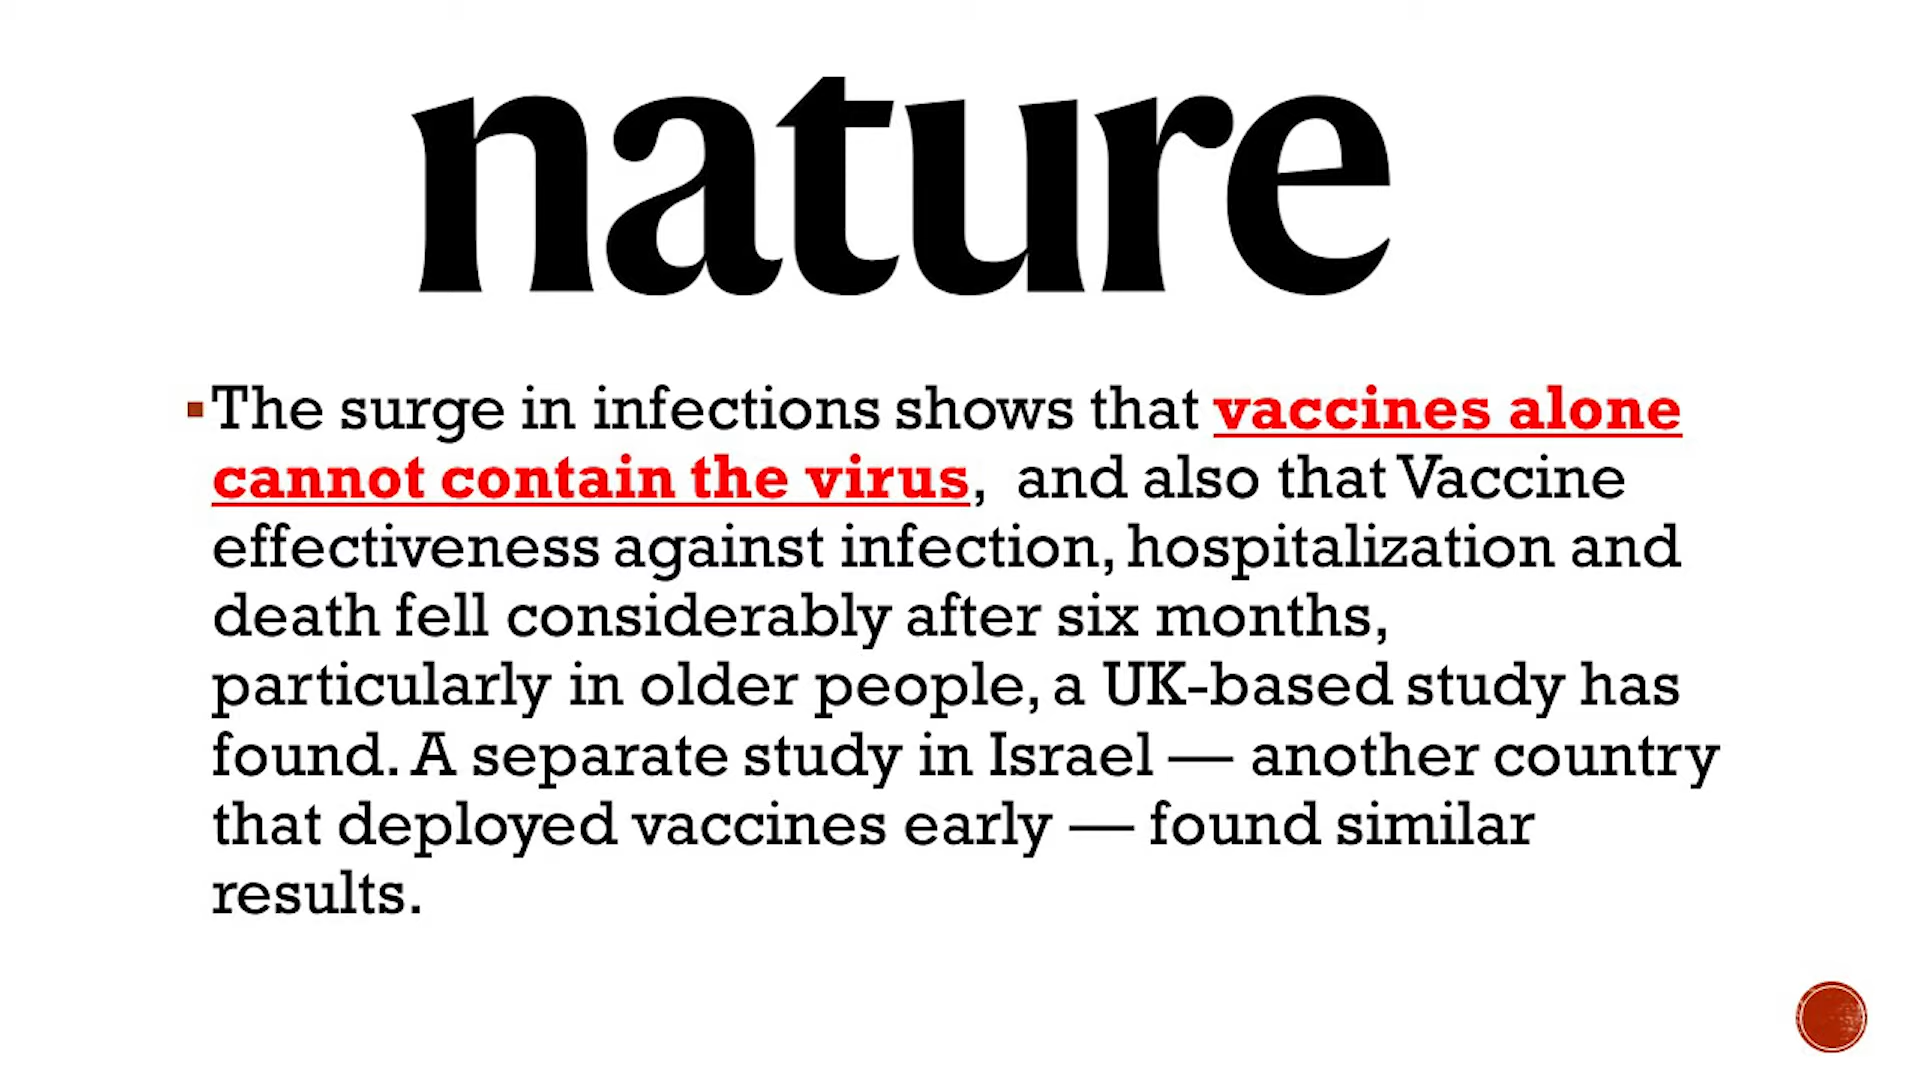 nature
The surge in infections shows that vaccines alone
cannot contain the virus, and also that Vaccine
effectiveness against infection, hospitalization and
death fell considerably after six months,
particularly in older people, a UK-based study has
found. A separate study in Israel — another country
that deployed vaccines early — found similar
results.